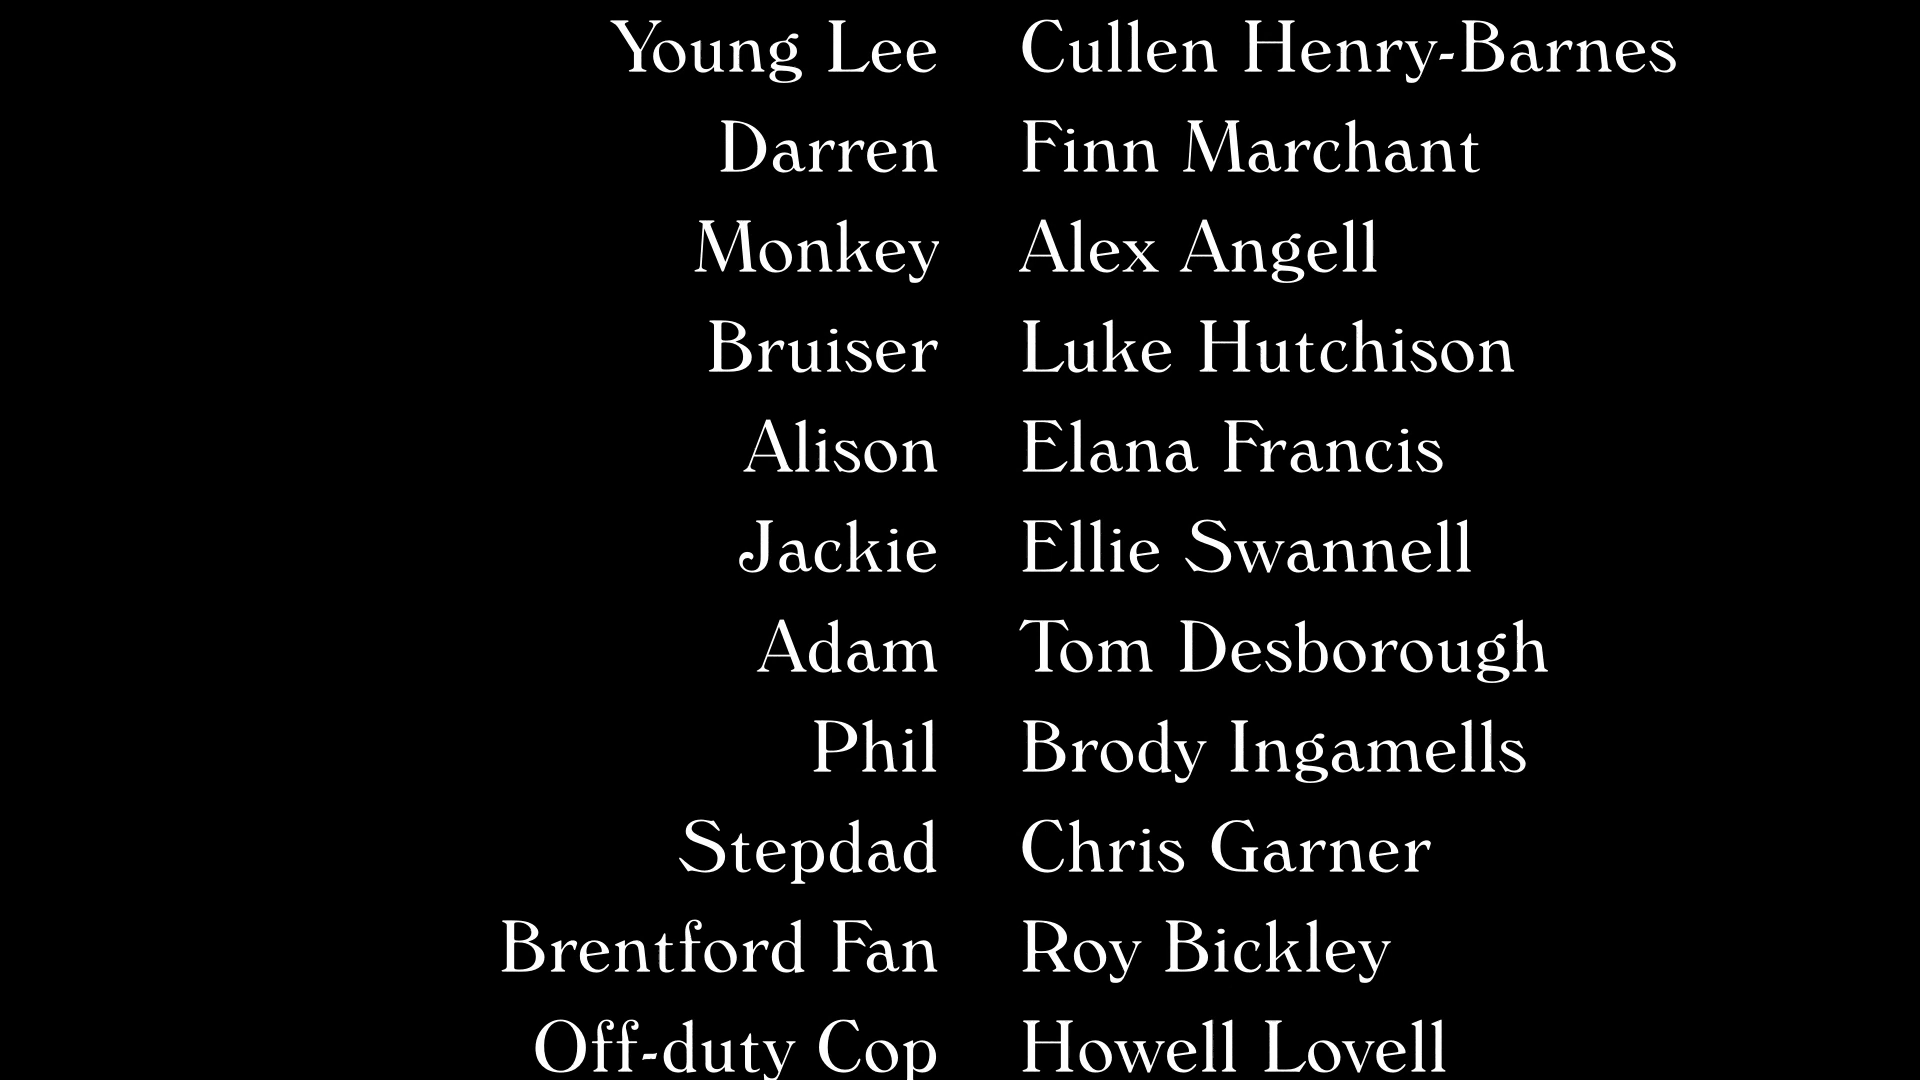 Young Lee Cullen Henry-Barnes
Darren Finn Marchant
Monkey Alex Angell
Bruiser Luke Hutchison
Alison Elana Francis
Jackie Ellie Swannell
Adam Tom Desborough
Phil Brody Ingamells
Stepdad Chris Garner
Brentford Fan Roy Bickley
Off-duty Cop Howell Lovell